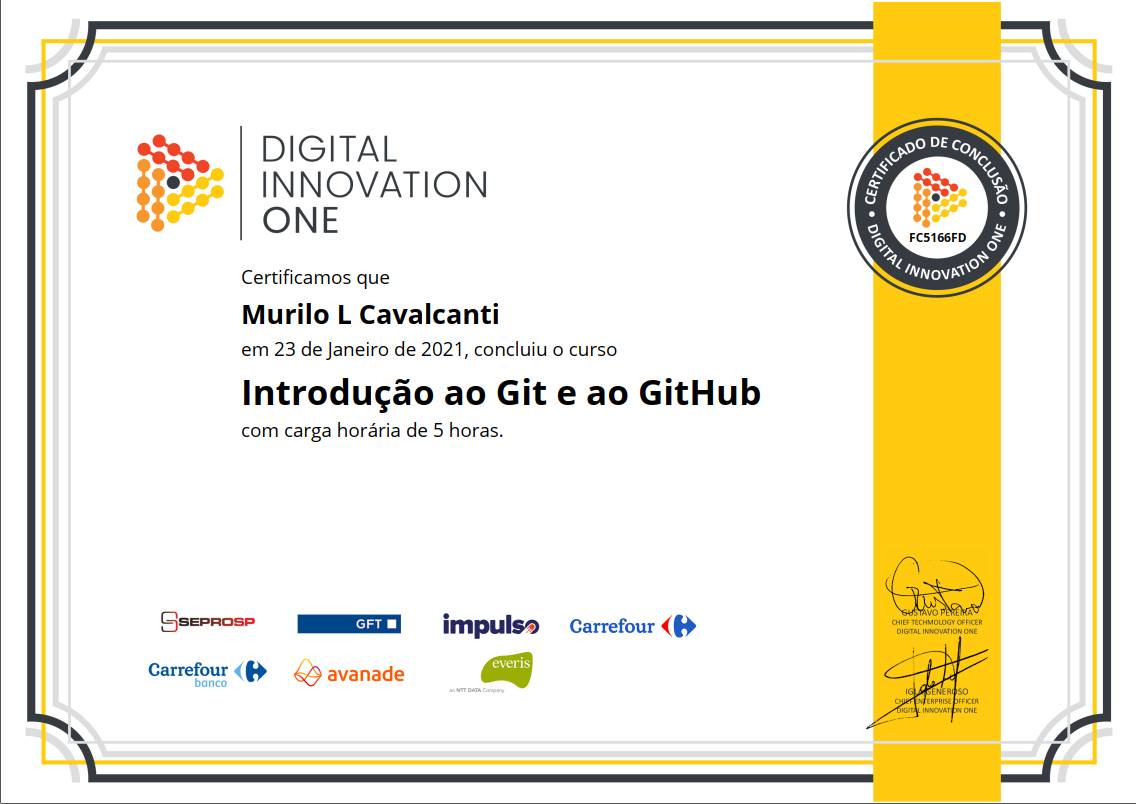 DIGITAL
INNOVATION
ONE
CERTIFICADO DE CONCLUSÃO
FC5166FD
• DIGITAL INNOVATION ONE •
Certificamos que
Murilo L Cavalcanti
em 23 de Janeiro de 2021, concluiu o curso
Introdução ao Git e ao GitHub
com carga horária de 5 horas.
GUSTAVO PEREIRA
CHIEF TECHNOLOGY OFFICER
DIGITAL INNOVATION ONE
SEPROSP
GFT
impulso
Carrefour
Carrefour
banco
avanade
everis
an NTT DATA Company
IGLÁ GENEROSO
CHIEF ENTERPRISE OFFICER
DIGITAL INNOVATION ONE